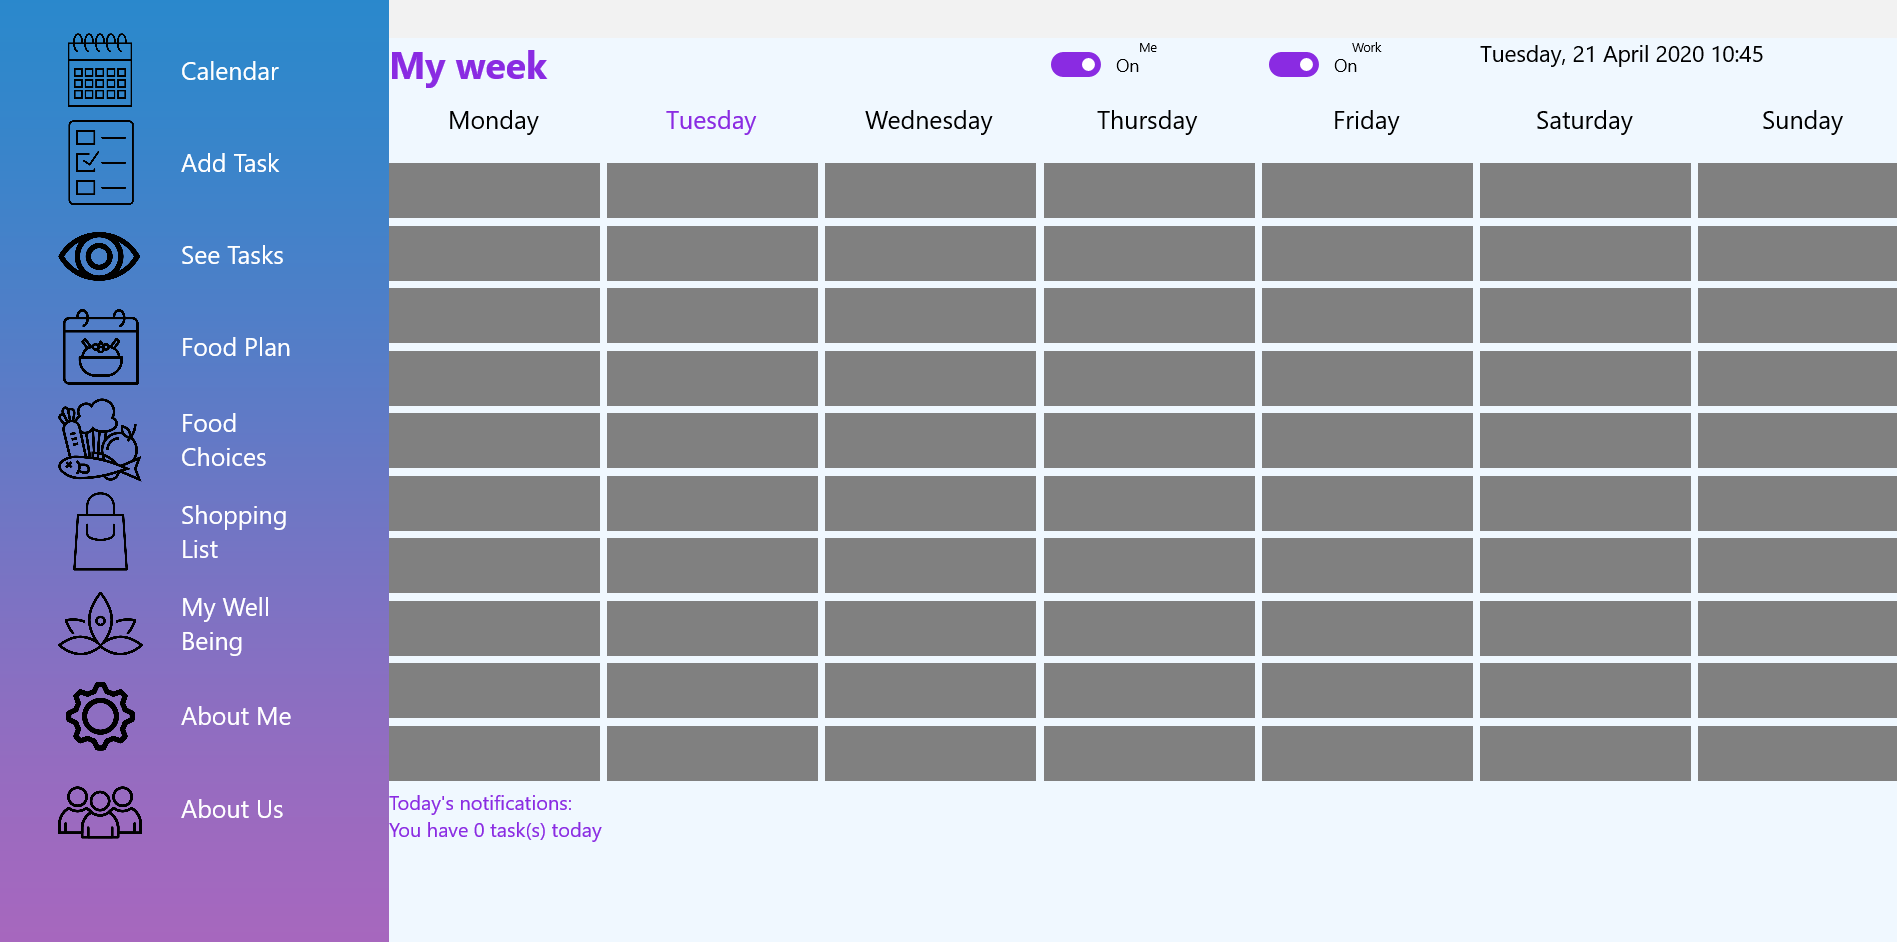 Calendar
Add Task
See Tasks
Food Plan
Food
Choices
Shopping
List
My Well
Being
About Me
About Us
My week
Me
On
Work
On
Tuesday, 21 April 2020 10:45
Monday
Tuesday
Wednesday
Thursday
Friday
Saturday
Sunday
Today's notifications:
You have 0 task(s) today